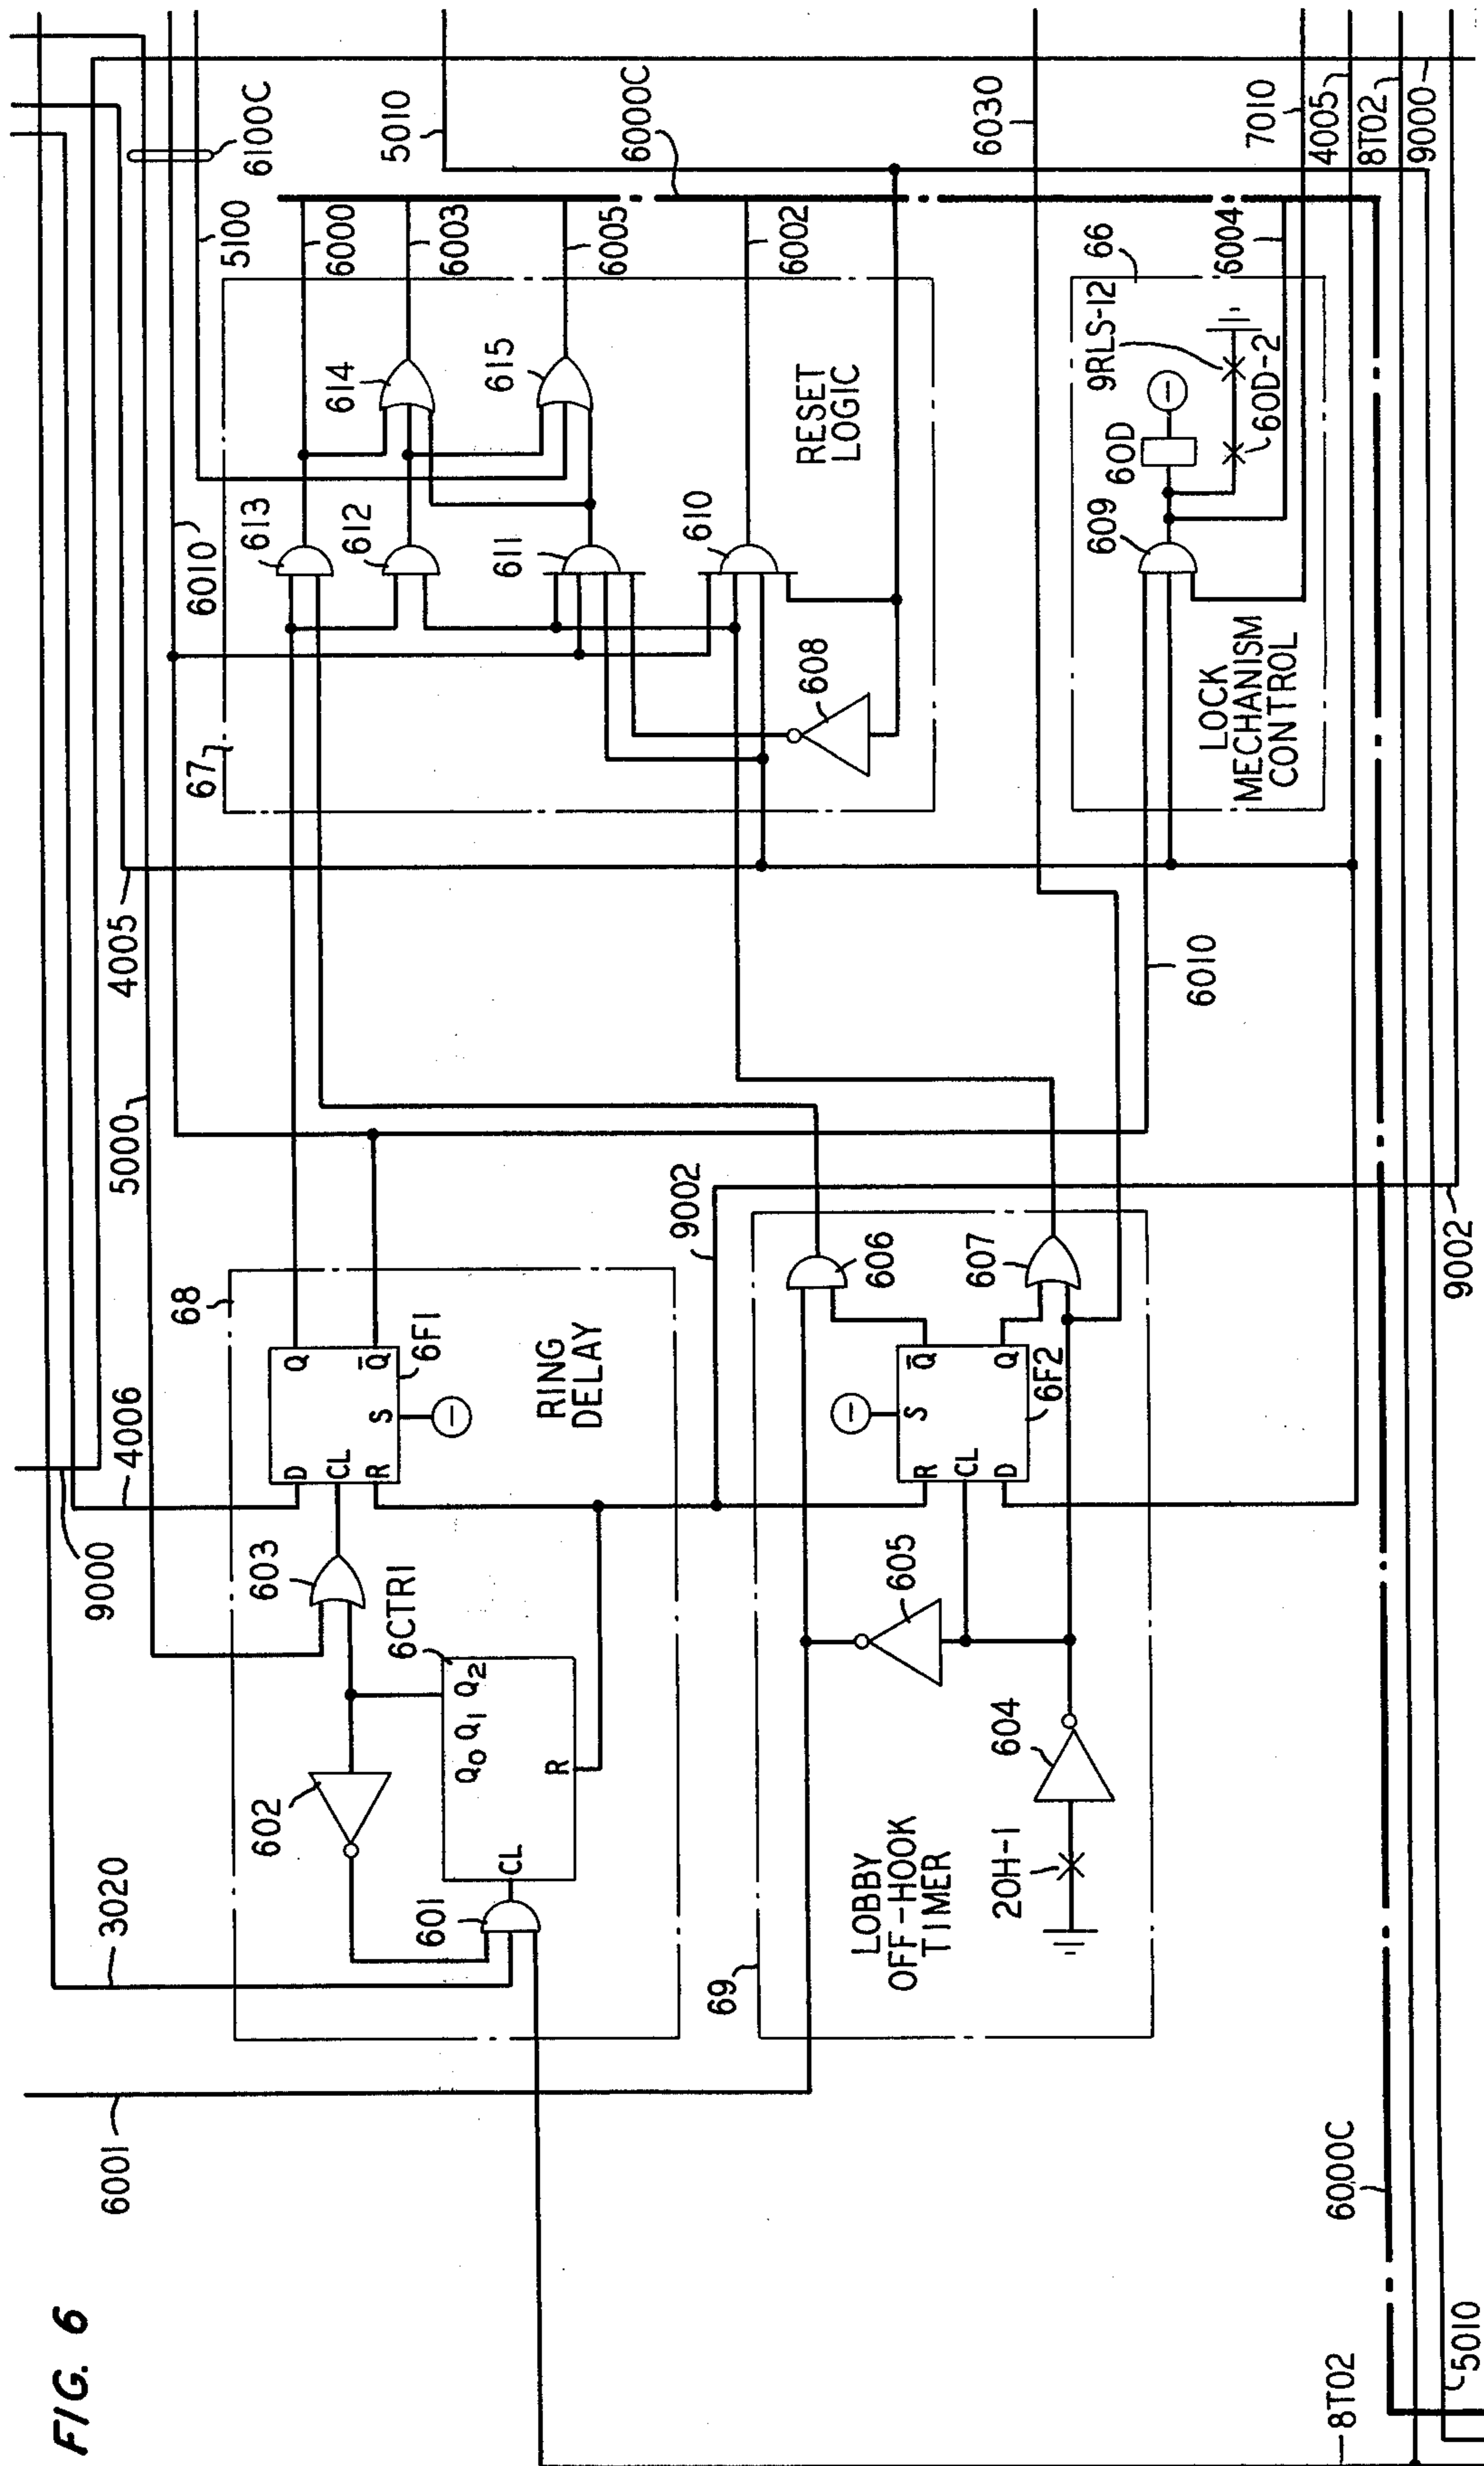 FIG. 6
6001
3020
9000
4006
5000
4005
6010
5100
6100C
5010
6000C
6000
6003
6005
6002
6030
7010
4005
8T02
9000
67
613
612
611
610
608
614
615
RESET
LOGIC
66
9RLS-12
60D
60D-2
609
6004
LOCK
MECHANISM
CONTROL
6010
68
RING
DELAY
6F1
D
CL
R
S
Q
Q̅
603
602
601
6CTR1
Q0 Q1 Q2
CL
R
9002
9002
69
LOBBY
OFF-HOOK
TIMER
20H-1
604
605
606
607
6F2
R
CL
D
S
Q̅
Q
6000C
8T02
5010